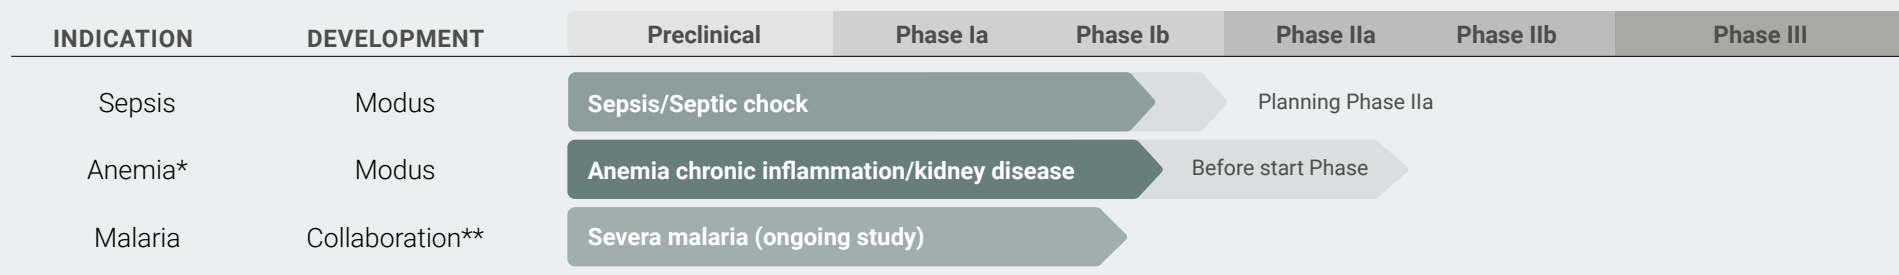 INDICATION DEVELOPMENT Preclinical Phase Ia Phase Ib Phase IIa Phase IIb Phase III
Sepsis Modus Sepsis/Septic chock Planning Phase IIa
Anemia* Modus Anemia chronic inflammation/kidney disease Before start Phase
Malaria Collaboration** Severa malaria (ongoing study)